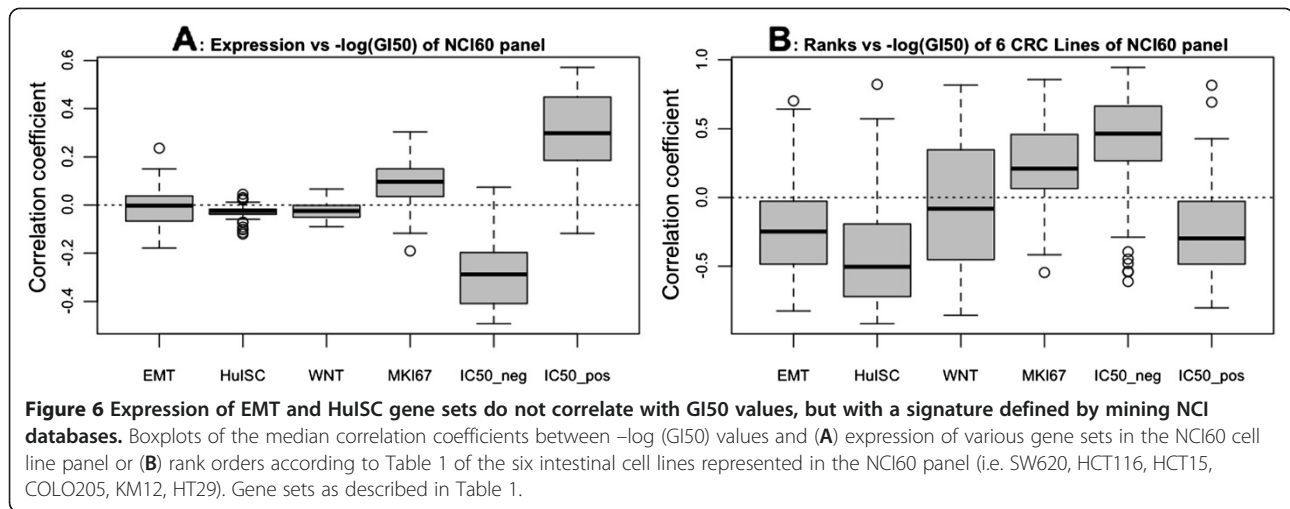 A: Expression vs -log(GI50) of NCI60 panel
Correlation coefficient
0.6
0.4
0.2
0.0
-0.2
-0.4
EMT HuISC WNT MKI67 IC50_neg IC50_pos
B: Ranks vs -log(GI50) of 6 CRC Lines of NCI60 panel
Correlation coefficient
1.0
0.5
0.0
-0.5
EMT HuISC WNT MKI67 IC50_neg IC50_pos
Figure 6 Expression of EMT and HuISC gene sets do not correlate with GI50 values, but with a signature defined by mining NCI
databases. Boxplots of the median correlation coefficients between –log (GI50) values and (A) expression of various gene sets in the NCI60 cell
line panel or (B) rank orders according to Table 1 of the six intestinal cell lines represented in the NCI60 panel (i.e. SW620, HCT116, HCT15,
COLO205, KM12, HT29). Gene sets as described in Table 1.